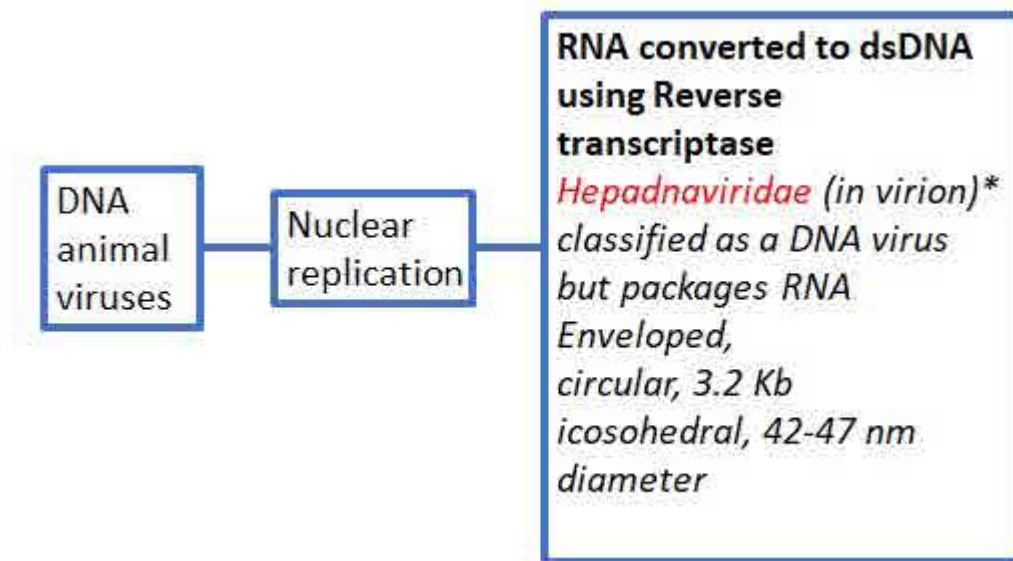 DNA
animal
viruses
Nuclear
replication
RNA converted to dsDNA
using Reverse
transcriptase
Hepadnaviridae (in virion)*
classified as a DNA virus
but packages RNA
Enveloped,
circular, 3.2 Kb
icosohedral, 42-47 nm
diameter